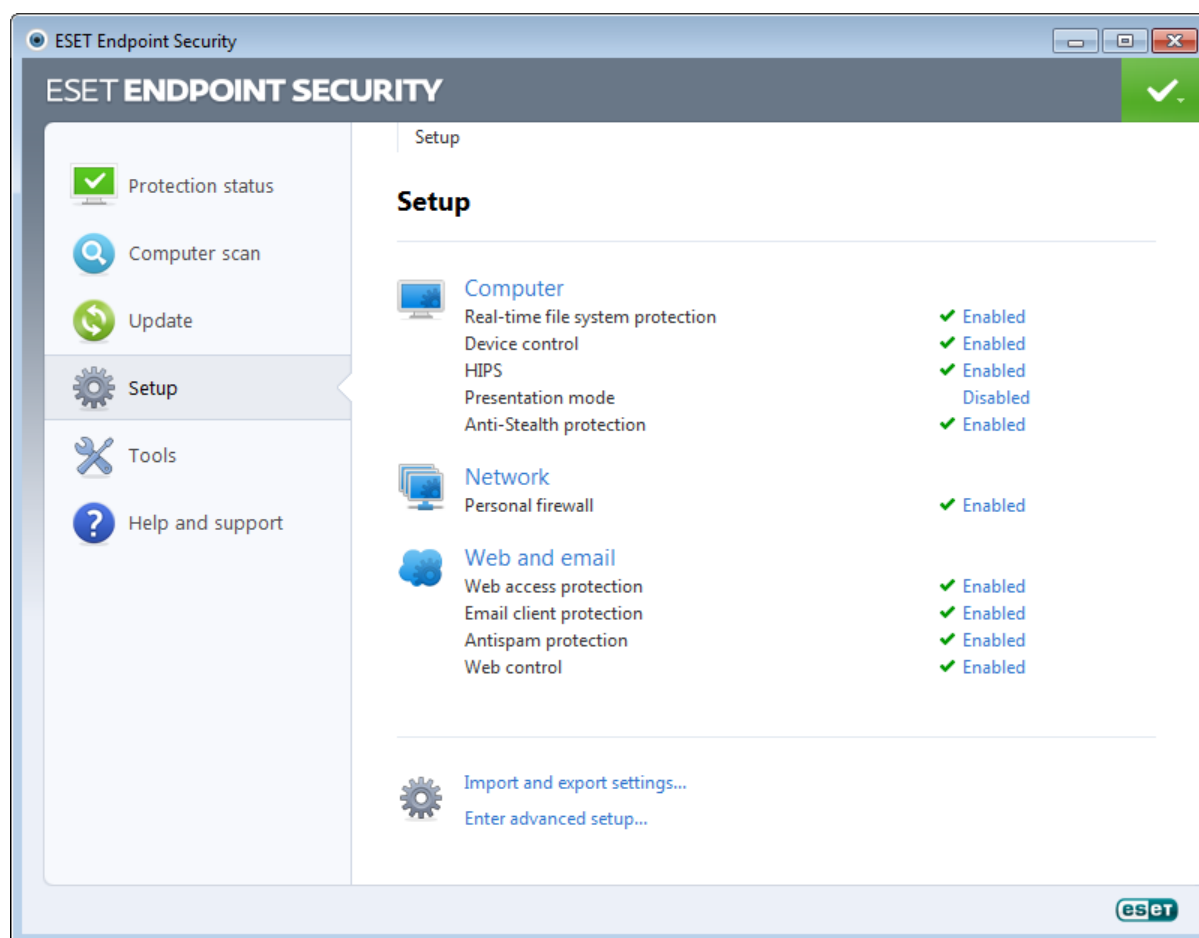 ESET Endpoint Security
ESET ENDPOINT SECURITY
Protection status
Computer scan
Update
Setup
Tools
Help and support
Setup
Setup
Computer
Real-time file system protection Enabled
Device control Enabled
HIPS Enabled
Presentation mode Disabled
Anti-Stealth protection Enabled
Network
Personal firewall Enabled
Web and email
Web access protection Enabled
Email client protection Enabled
Antispam protection Enabled
Web control Enabled
Import and export settings...
Enter advanced setup...
eseT